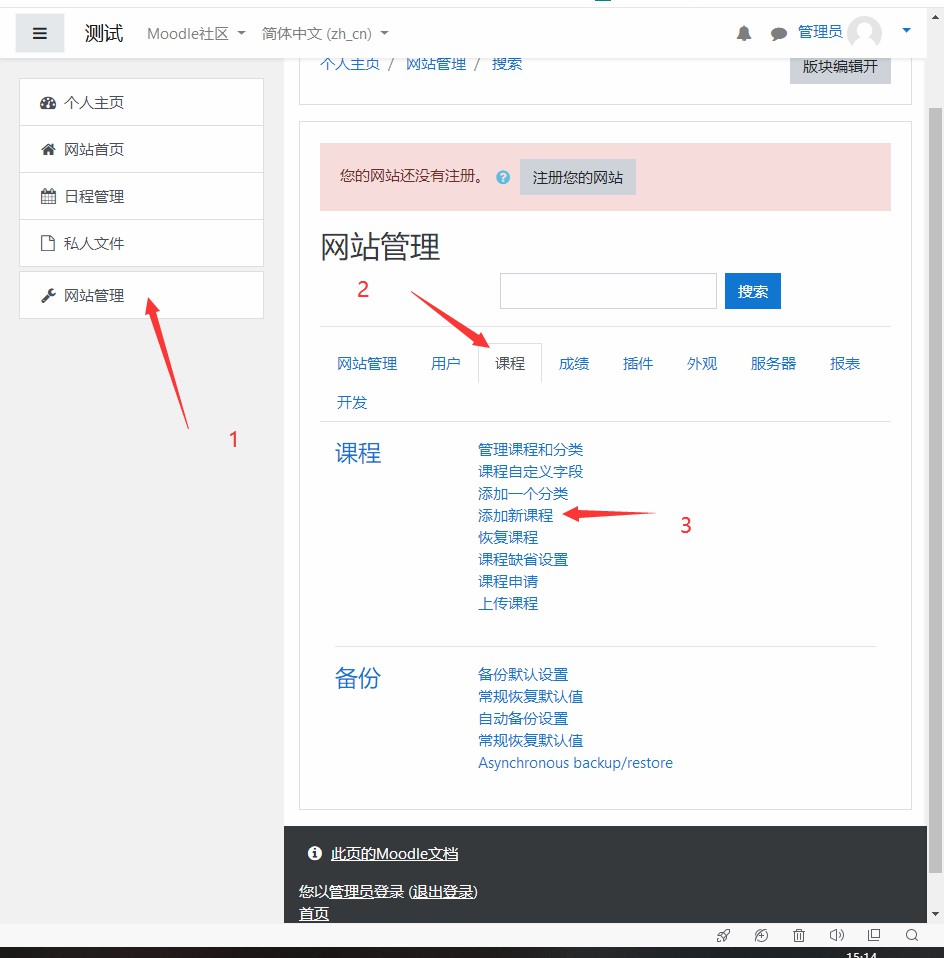 测试 Moodle社区 简体中文 (zh_cn) 管理员
个人主页 / 网站管理 / 搜索 版块编辑开
个人主页
网站首页
日程管理
私人文件
网站管理
1
您的网站还没有注册。 ? 注册您的网站
网站管理
2
搜索
网站管理 用户 课程 成绩 插件 外观 服务器 报表
开发
课程
管理课程和分类
课程自定义字段
添加一个分类
添加新课程
3
恢复课程
课程缺省设置
课程申请
上传课程
备份
备份默认设置
常规恢复默认值
自动备份设置
常规恢复默认值
Asynchronous backup/restore
此页的Moodle文档
您以管理员登录 (退出登录)
首页
15:14